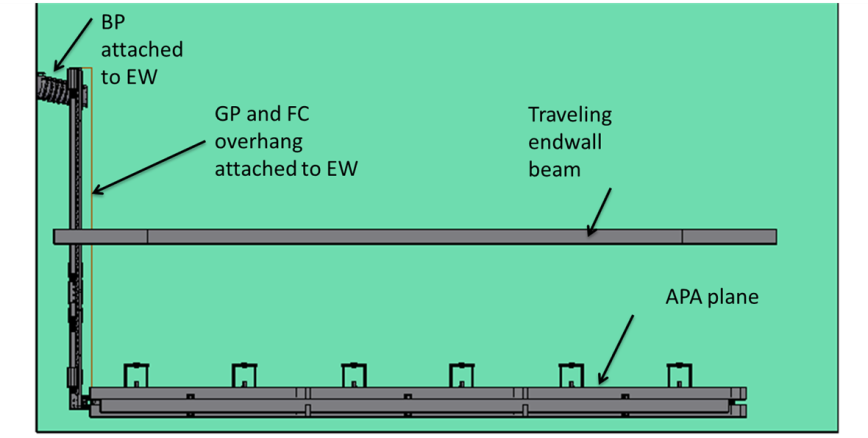 BP
attached
to EW
GP and FC
overhang
attached to EW
Traveling
endwall
beam
APA plane